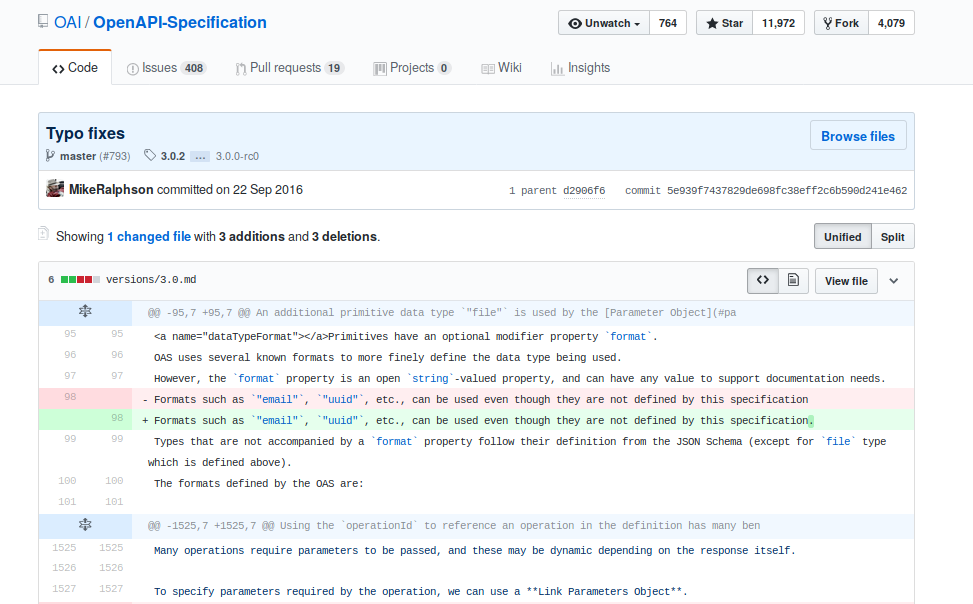 OAI / OpenAPI-Specification
Unwatch 764 Star 11,972 Fork 4,079
Code Issues 408 Pull requests 19 Projects 0 Wiki Insights
Typo fixes
Browse files
master (#793) 3.0.2 ... 3.0.0-rc0
MikeRalphson committed on 22 Sep 2016 1 parent d2906f6 commit 5e939f7437829de698fc38eff2c6b590d241e462
Showing 1 changed file with 3 additions and 3 deletions.
Unified Split
6 versions/3.0.md <> View file
@@ -95,7 +95,7 @@ An additional primitive data type `"file"` is used by the [Parameter Object](#pa
95 95 <a name="dataTypeFormat"></a>Primitives have an optional modifier property `format`.
96 96 OAS uses several known formats to more finely define the data type being used.
97 97 However, the `format` property is an open `string`-valued property, and can have any value to support documentation needs.
98 - Formats such as `"email"`, `"uuid"`, etc., can be used even though they are not defined by this specification
98 + Formats such as `"email"`, `"uuid"`, etc., can be used even though they are not defined by this specification.
99 99 Types that are not accompanied by a `format` property follow their definition from the JSON Schema (except for `file` type
which is defined above).
100 100 The formats defined by the OAS are:
101 101
@@ -1525,7 +1525,7 @@ Using the `operationId` to reference an operation in the definition has many ben
1525 1525 Many operations require parameters to be passed, and these may be dynamic depending on the response itself.
1526 1526
1527 1527 To specify parameters required by the operation, we can use a **Link Parameters Object**.